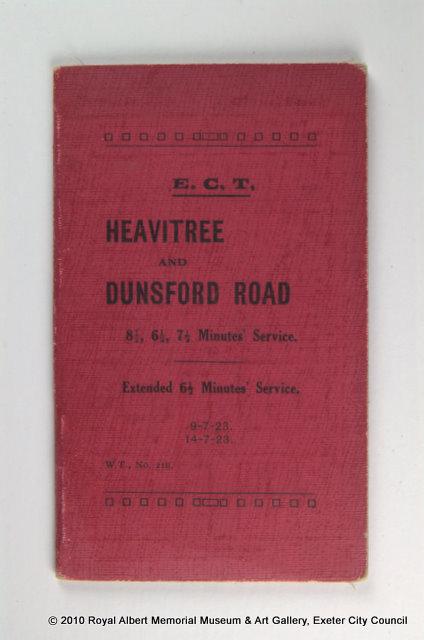 E. C. T.
HEAVITREE
AND
DUNSFORD ROAD
8½, 6½, 7½ Minutes' Service.
Extended 6½ Minutes' Service.
9-7-23.
14-7-23.
W.T., No.
© 2010 Royal Albert Memorial Museum & Art Gallery, Exeter City Council